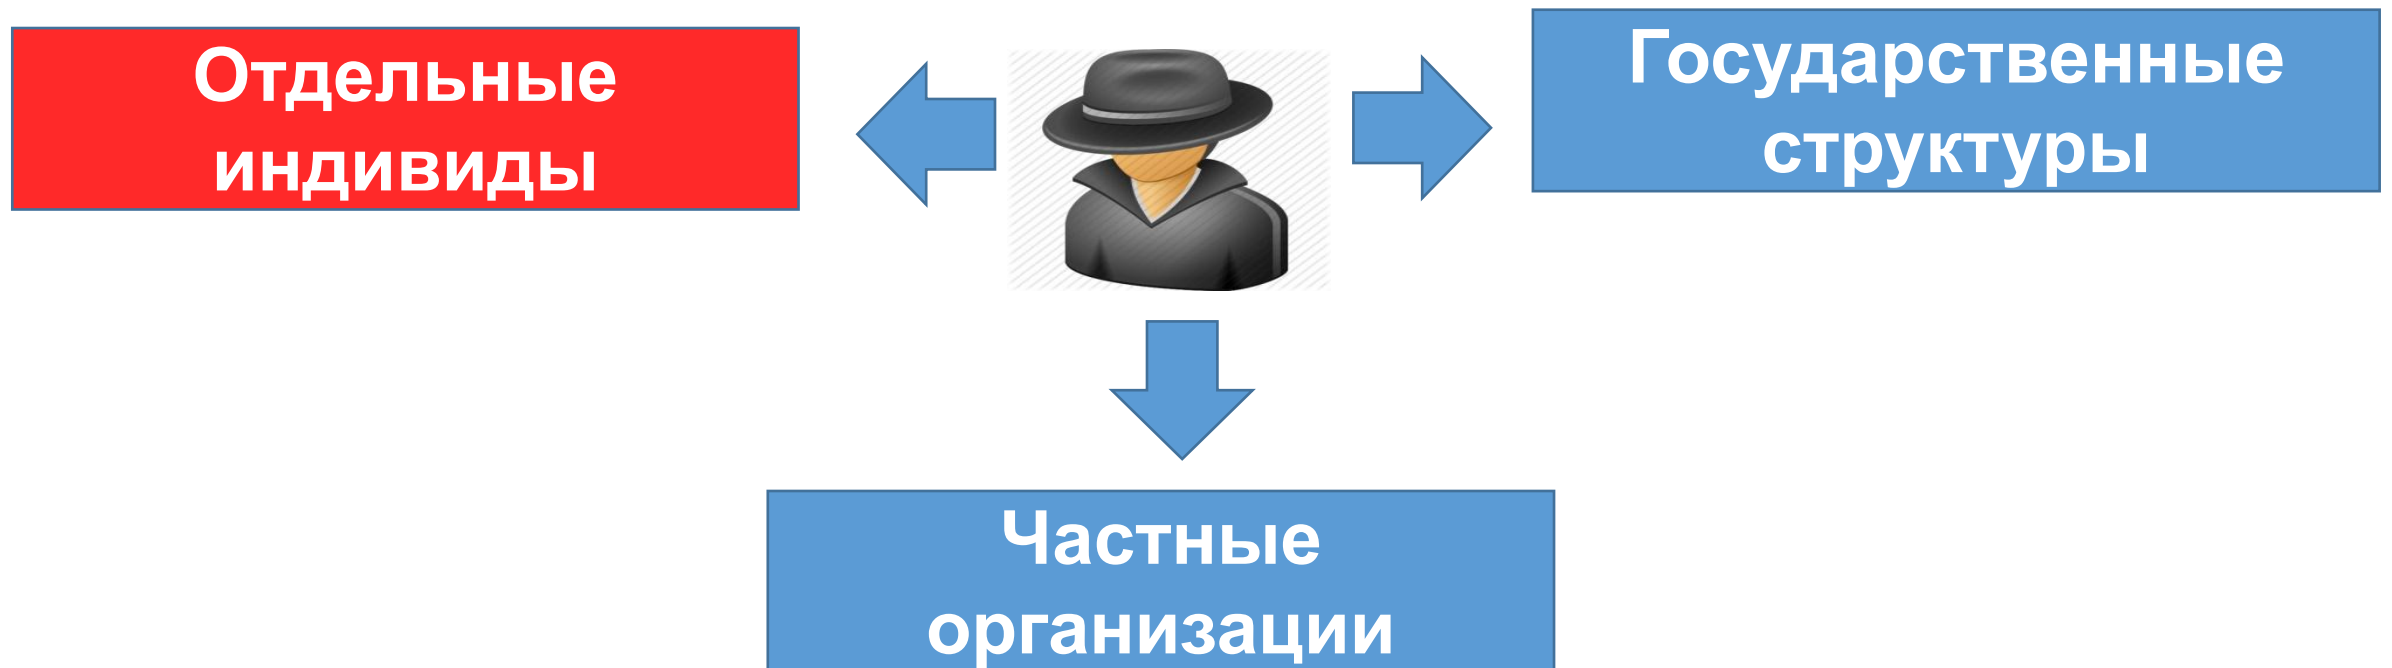 Отдельные
индивиды
Государственные
структуры
Частные
организации